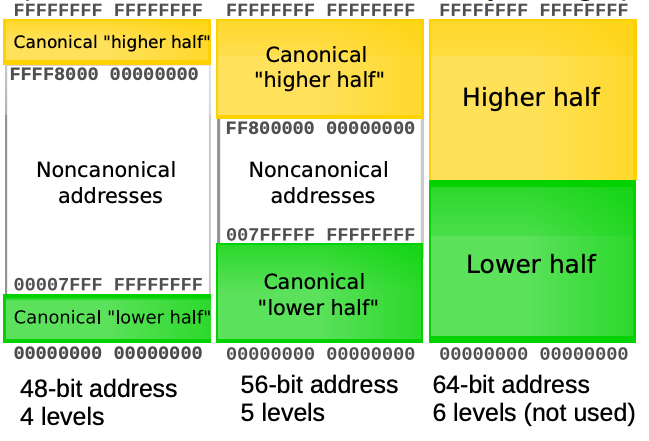 FFFFFFFF FFFFFFFF
Canonical "higher half"
FFFF8000 00000000
Noncanonical
addresses
00007FFF FFFFFFFF
Canonical "lower half"
00000000 00000000
48-bit address
4 levels
FFFFFFFF FFFFFFFF
Canonical
"higher half"
FF800000 00000000
Noncanonical
addresses
007FFFFF FFFFFFFF
Canonical
"lower half"
00000000 00000000
56-bit address
5 levels
FFFFFFFF FFFFFFFF
Higher half
Lower half
00000000 00000000
64-bit address
6 levels (not used)